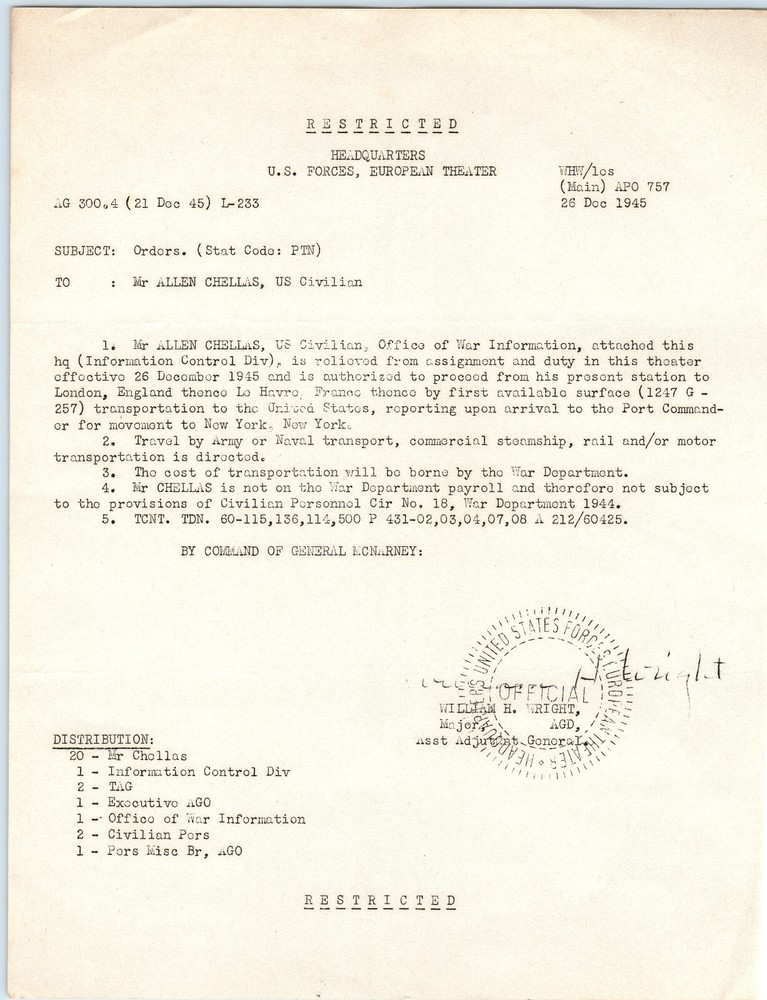 RESTRICTED
HEADQUARTERS
U.S. FORCES, EUROPEAN THEATER
WHW/los
(Main) APO 757
AG 300.4 (21 Dec 45) L-233
26 Dec 1945
SUBJECT: Orders. (Stat Code: PTN)
TO : Mr ALLEN CHELLAS, US Civilian
1. Mr ALLEN CHELLAS, US Civilian, Office of War Information, attached this
hq (Information Control Div), is relieved from assignment and duty in this theater
effective 26 December 1945 and is authorized to proceed from his present station to
London, England thence Le Havre, France thence by first available surface (1247 G -
257) transportation to the United States, reporting upon arrival to the Port Command-
er for movement to New York, New York.
2. Travel by Army or Naval transport, commercial steamship, rail and/or motor
transportation is directed.
3. The cost of transportation will be borne by the War Department.
4. Mr CHELLAS is not on the War Department payroll and therefore not subject
to the provisions of Civilian Personnel Cir No. 18, War Department 1944.
5. TCNT. TDN. 60-115,136,114,500 P 431-02,03,04,07,08 A 212/60425.
BY COMMAND OF GENERAL MCNARNEY:
HEADQUARTERS UNITED STATES FORCES EUROPEAN THEATER
OFFICIAL
H. Wright
WILLIAM H. WRIGHT,
Major, AGD,
Asst Adjutant General.
DISTRIBUTION:
20 - Mr Chellas
1 - Information Control Div
2 - TAG
1 - Executive AGO
1 - Office of War Information
2 - Civilian Pers
1 - Pers Misc Br, AGO
RESTRICTED